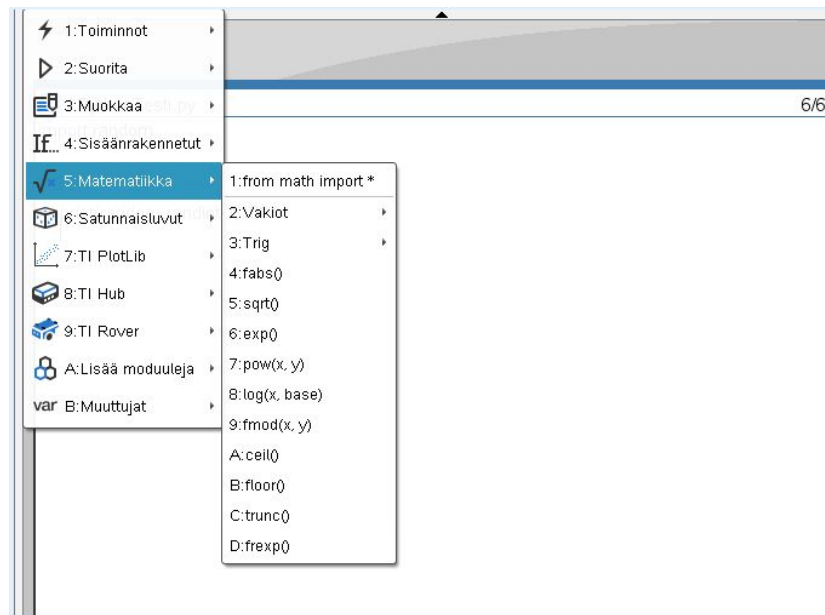 1:Toiminnot
2:Suorita
3:Muokkaa
If... 4:Sisäänrakennetut
5:Matematiikka
6:Satunnaisluvut
7:TI PlotLib
8:TI Hub
9:TI Rover
A:Lisää moduuleja
var B:Muuttujat
6/6
1:from math import *
2:Vakiot
3:Trig
4:fabs()
5:sqrt()
6:exp()
7:pow(x, y)
8:log(x, base)
9:fmod(x, y)
A:ceil()
B:floor()
C:trunc()
D:frexp()